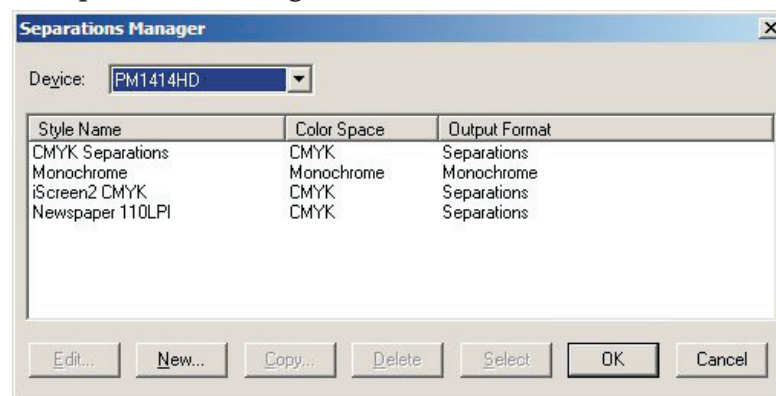 Separations Manager
Device: PM1414HD
Style Name Color Space Output Format
CMYK Separations CMYK Separations
Monochrome Monochrome Monochrome
iScreen2 CMYK CMYK Separations
Newspaper 110LPI CMYK Separations
Edit... New... Copy... Delete Select OK Cancel